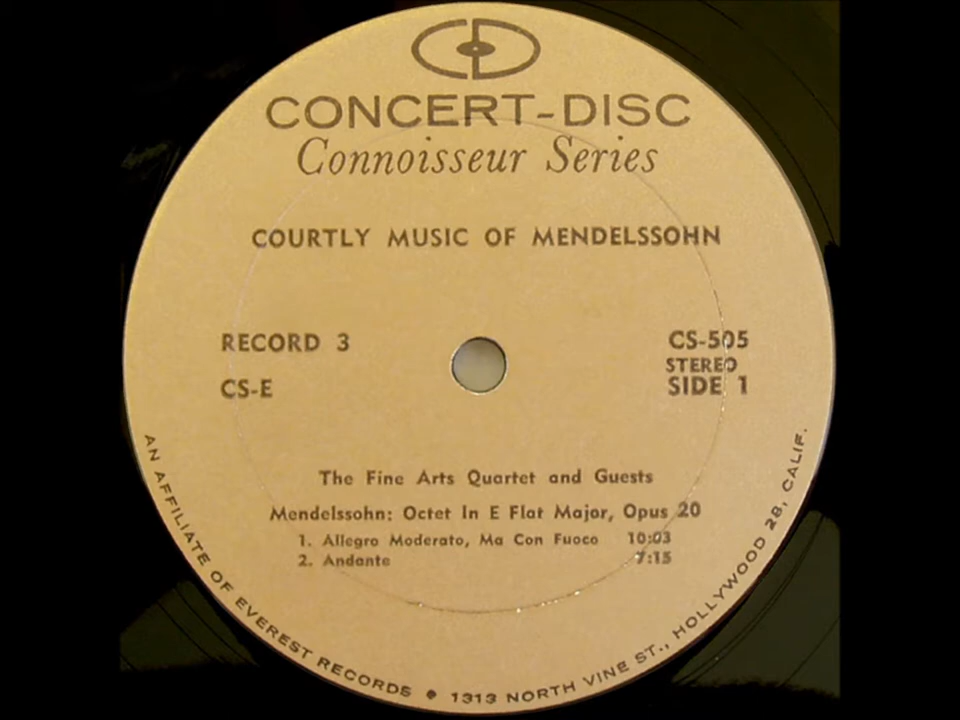 CD
CONCERT-DISC
Connoisseur Series
COURTLY MUSIC OF MENDELSSOHN
RECORD 3
CS-505
STEREO
CS-E
SIDE 1
The Fine Arts Quartet and Guests
Mendelssohn: Octet In E Flat Major, Opus 20
1. Allegro Moderato, Ma Con Fuoco 10:03
2. Andante 7:15
AN AFFILIATE OF EVEREST RECORDS • 1313 NORTH VINE ST., HOLLYWOOD 28, CALIF.